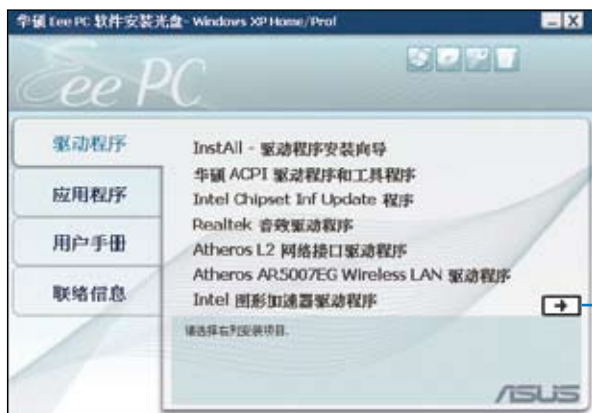 华硕 Eee PC 软件安装光盘- Windows XP Home/Prof
Eee PC
驱动程序
应用程序
用户手册
联络信息
InstAll - 驱动程序安装向导
华硕 ACPI 驱动程序和工具程序
Intel Chipset Inf Update 程序
Realtek 音效驱动程序
Atheros L2 网络接口驱动程序
Atheros AR5007EG Wireless LAN 驱动程序
Intel 图形加速器驱动程序
请选择右列安装项目.
ASUS